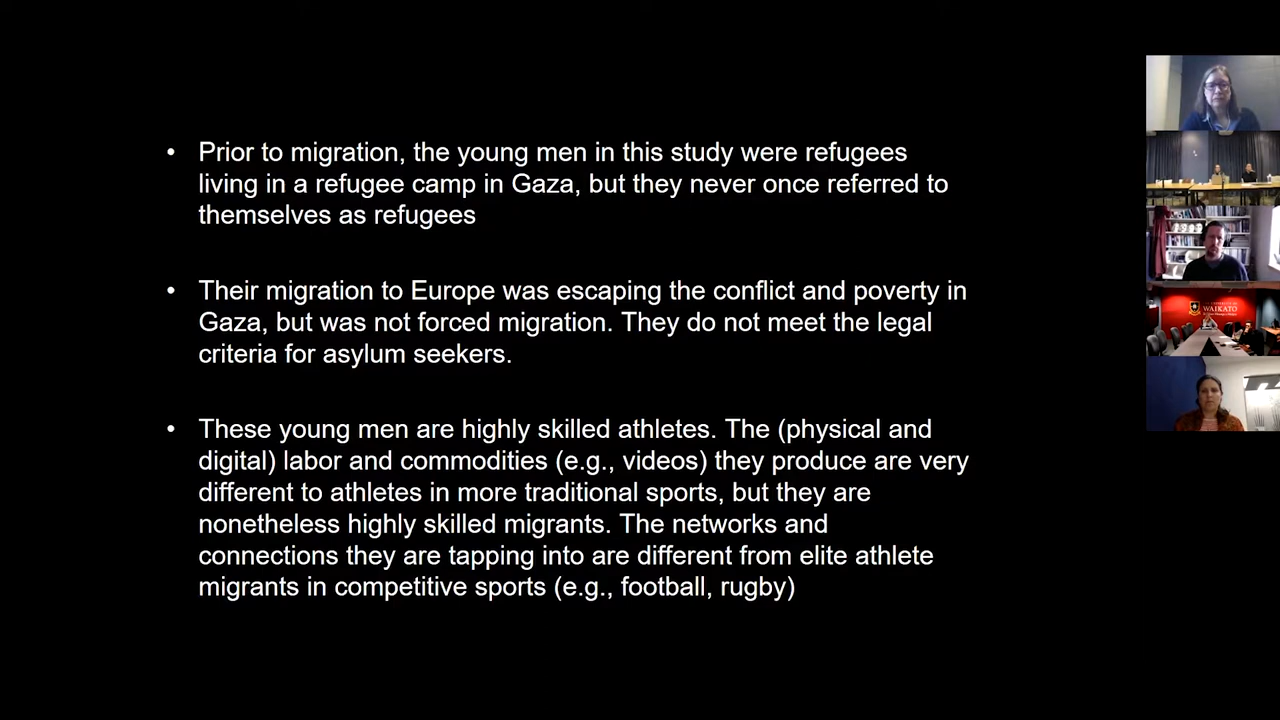 • Prior to migration, the young men in this study were refugees
living in a refugee camp in Gaza, but they never once referred to
themselves as refugees
• Their migration to Europe was escaping the conflict and poverty in
Gaza, but was not forced migration. They do not meet the legal
criteria for asylum seekers.
• These young men are highly skilled athletes. The (physical and
digital) labor and commodities (e.g., videos) they produce are very
different to athletes in more traditional sports, but they are
nonetheless highly skilled migrants. The networks and
connections they are tapping into are different from elite athlete
migrants in competitive sports (e.g., football, rugby)
WAIKATO